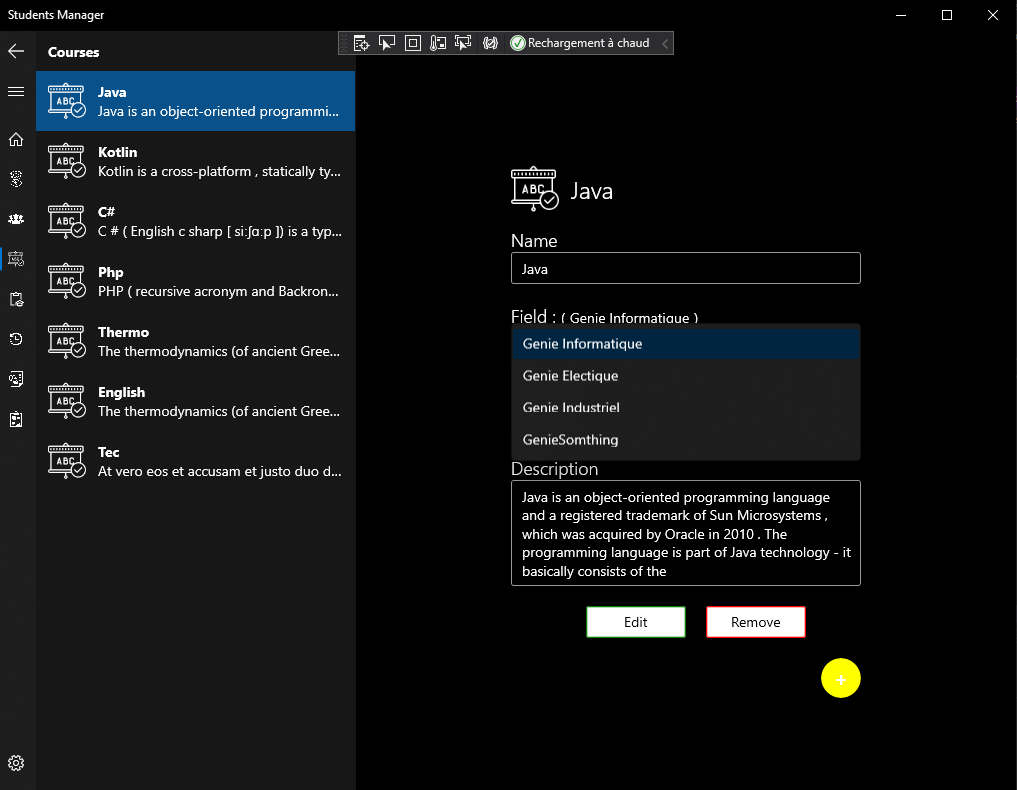 Students Manager
Courses
Rechargement à chaud
Java
Java is an object-oriented programmi...
Kotlin
Kotlin is a cross-platform , statically ty...
C#
C # ( English c sharp [ si:ʃɑ:p ]) is a typ...
Php
PHP ( recursive acronym and Backron...
Thermo
The thermodynamics (of ancient Gree...
English
The thermodynamics (of ancient Gree...
Tec
At vero eos et accusam et justo duo d...
ABC
ABC
ABC
ABC
ABC
ABC
ABC
ABC
Java
Name
Java
Field : ( Genie Informatique )
Genie Informatique
Genie Electique
Genie Industriel
GenieSomthing
Description
Java is an object-oriented programming language
and a registered trademark of Sun Microsystems ,
which was acquired by Oracle in 2010 . The
programming language is part of Java technology - it
basically consists of the
Edit
Remove
+